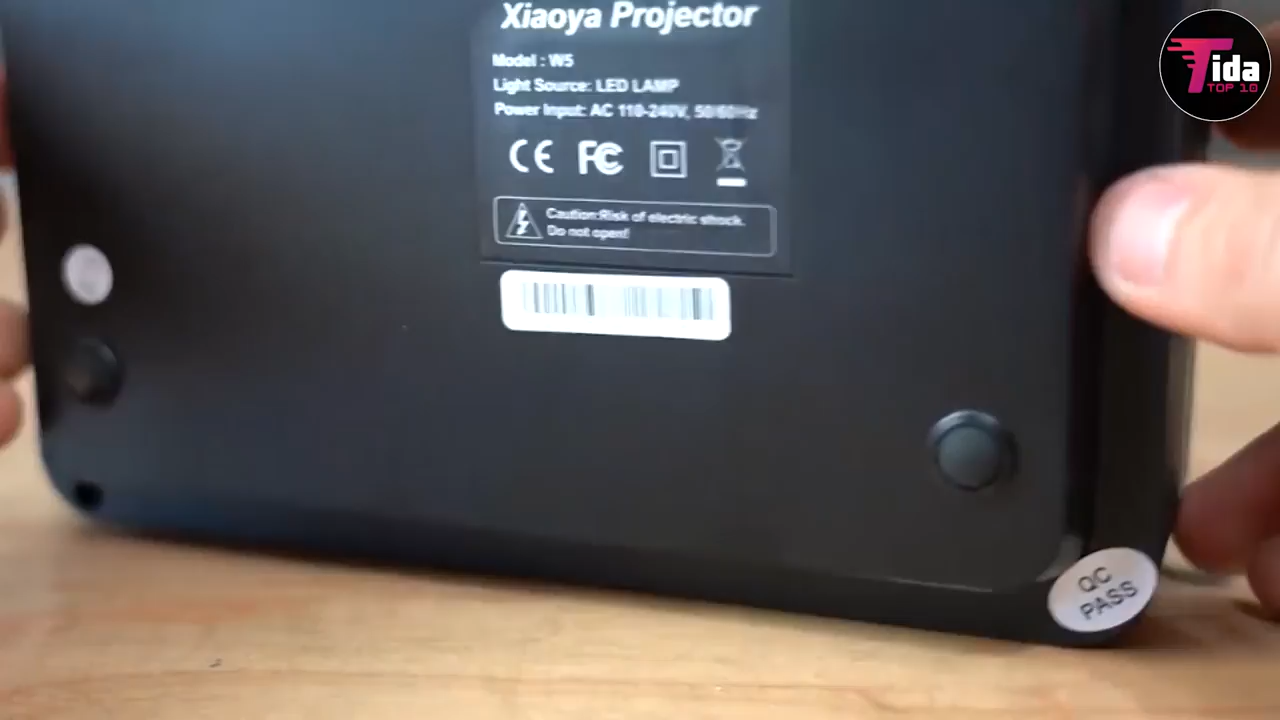 Xiaoya Projector
Model : W5
Light Source: LED LAMP
Power Input: AC 110-240V, 50/60Hz
CE FC
Caution:Risk of electric shock.
Do not open!
QC
PASS
Tida
TOP 10